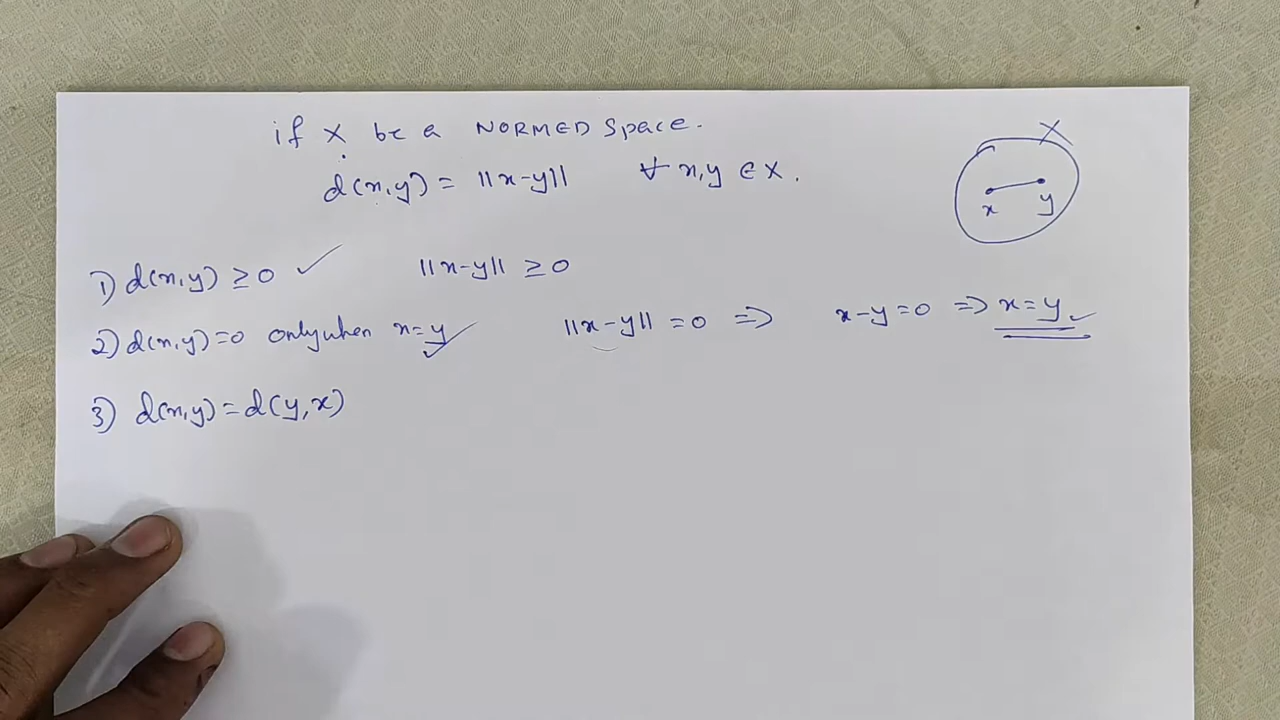 if X be a NORMED Space.
d(x,y) = ||x-y|| ∀ x,y ∈ X.
X
x y
1) d(x,y) ≥ 0 ✓ ||x-y|| ≥ 0
2) d(x,y)=0 only when x=y ✓ ||x-y|| = 0 ⇒ x-y=0 ⇒ x=y ✓
3) d(x,y)=d(y,x)